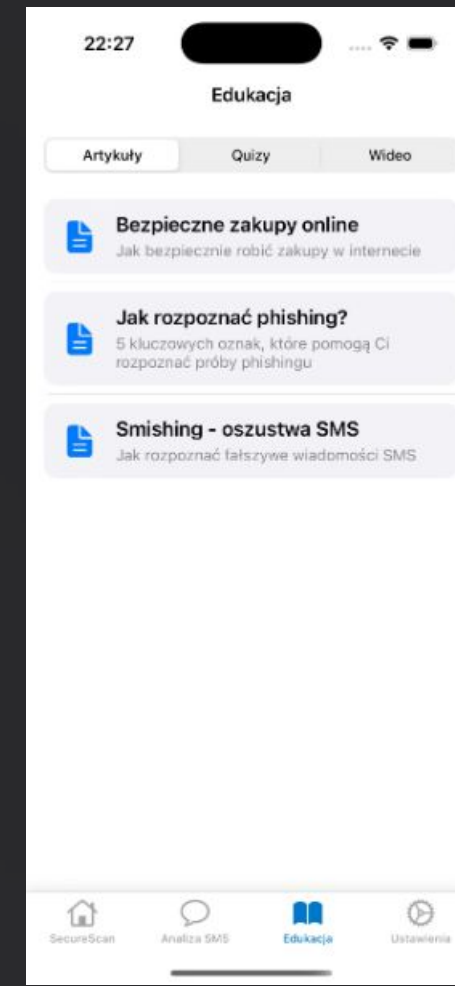 22:27
Edukacja
Artykuły Quizy Wideo
Bezpieczne zakupy online
Jak bezpiecznie robić zakupy w internecie
Jak rozpoznać phishing?
5 kluczowych oznak, które pomogą Ci
rozpoznać próby phishingu
Smishing - oszustwa SMS
Jak rozpoznać fałszywe wiadomości SMS
SecureScan Analiza SMS Edukacja Ustawienia